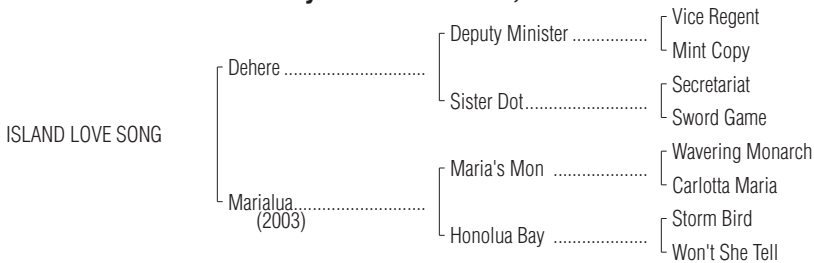 Vice Regent
Deputy Minister ................
Mint Copy
Dehere .............................
Secretariat
Sister Dot..........................
Sword Game
ISLAND LOVE SONG
Wavering Monarch
Maria's Mon ....................
Carlotta Maria
Marialua...........................
(2003)
Storm Bird
Honolua Bay ....................
Won't She Tell